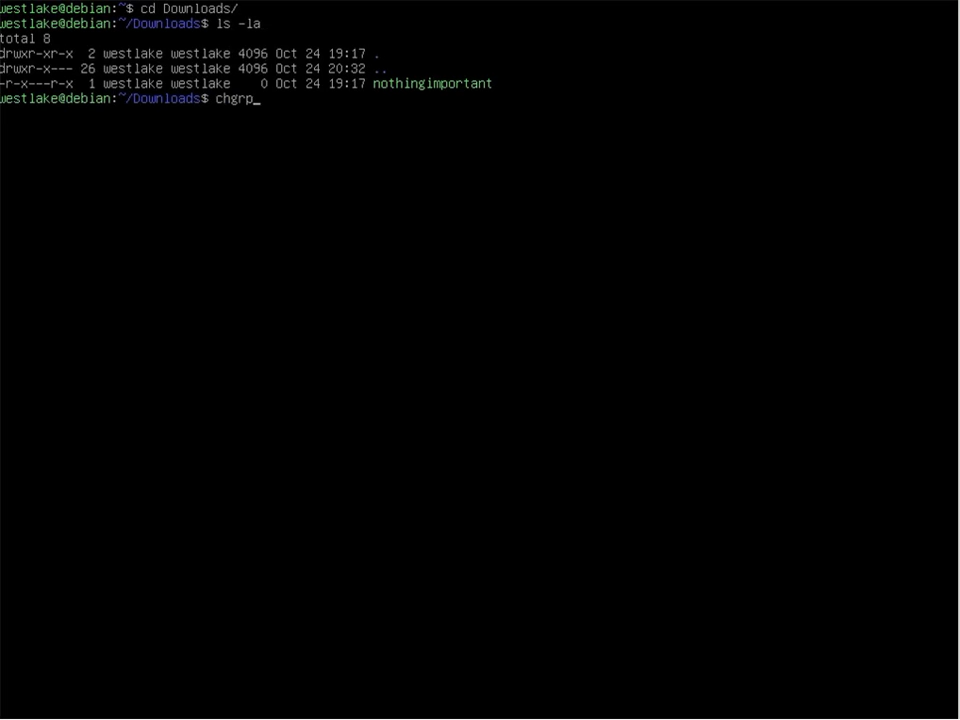 westlake@debian:~$ cd Downloads/
westlake@debian:~/Downloads$ ls -la
total 8
drwxr-xr-x  2 westlake westlake 4096 Oct 24 19:17 .
drwxr-x--- 26 westlake westlake 4096 Oct 24 20:32 ..
-r-x---r-x  1 westlake westlake    0 Oct 24 19:17 nothingimportant
westlake@debian:~/Downloads$ chgrp_